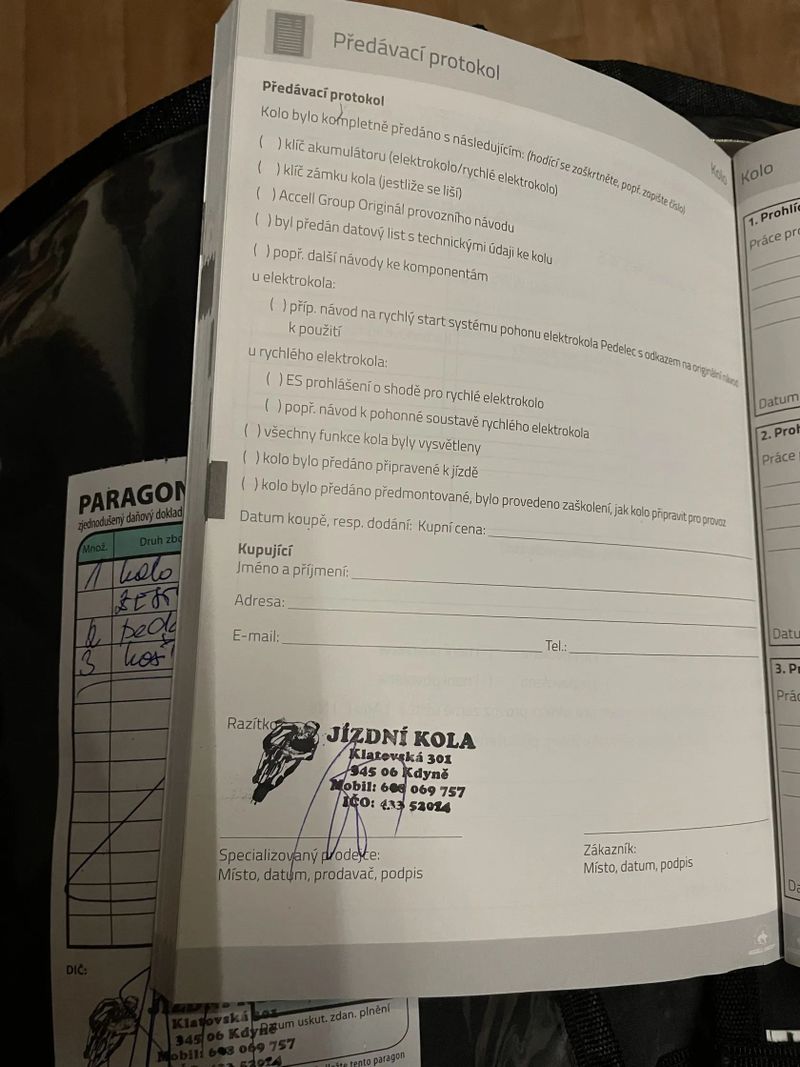 Předávací protokol
Předávací protokol
Kolo bylo kompletně předáno s následujícím: (hodící se zaškrtněte, popř. zapište číslo)
( ) klíč akumulátoru (elektrokolo/rychlé elektrokolo)
( ) klíč zámku kola (jestliže se liší)
( ) Accell Group Originál provozního návodu
( ) byl předán datový list s technickými údaji ke kolu
( ) popř. další návody ke komponentám
u elektrokola:
( ) příp. návod na rychlý start systému pohonu elektrokola Pedelec s odkazem na originální návod
k použití
u rychlého elektrokola:
( ) ES prohlášení o shodě pro rychlé elektrokolo
( ) popř. návod k pohonné soustavě rychlého elektrokola
( ) všechny funkce kola byly vysvětleny
( ) kolo bylo předáno připravené k jízdě
( ) kolo bylo předáno předmontované, bylo provedeno zaškolení, jak kolo připravit pro provoz
Datum koupě, resp. dodání: Kupní cena:
Kupující
Jméno a příjmení:
Adresa:
E-mail: Tel.:
Razítko
JÍZDNÍ KOLA
Klatovská 301
345 06 Kdyně
Mobil: 608 069 757
IČO: 433 52024
Specializovaný prodejce:
Místo, datum, prodavač, podpis
Zákazník:
Místo, datum, podpis
Kolo
Kolo
1. Prohlíd
Práce pro
Datum
2. Proh
Práce
Datu
3. Pr
Prác
Da
PARAGON
zjednodušený daňový doklad
Množ. Druh zbo
1 kolo
2 peda
3 koš
DIČ:
Klatovská 301
345 06 Kdyně
Mobil: 608 069 757
Datum uskut. zdan. plnění
tento paragon